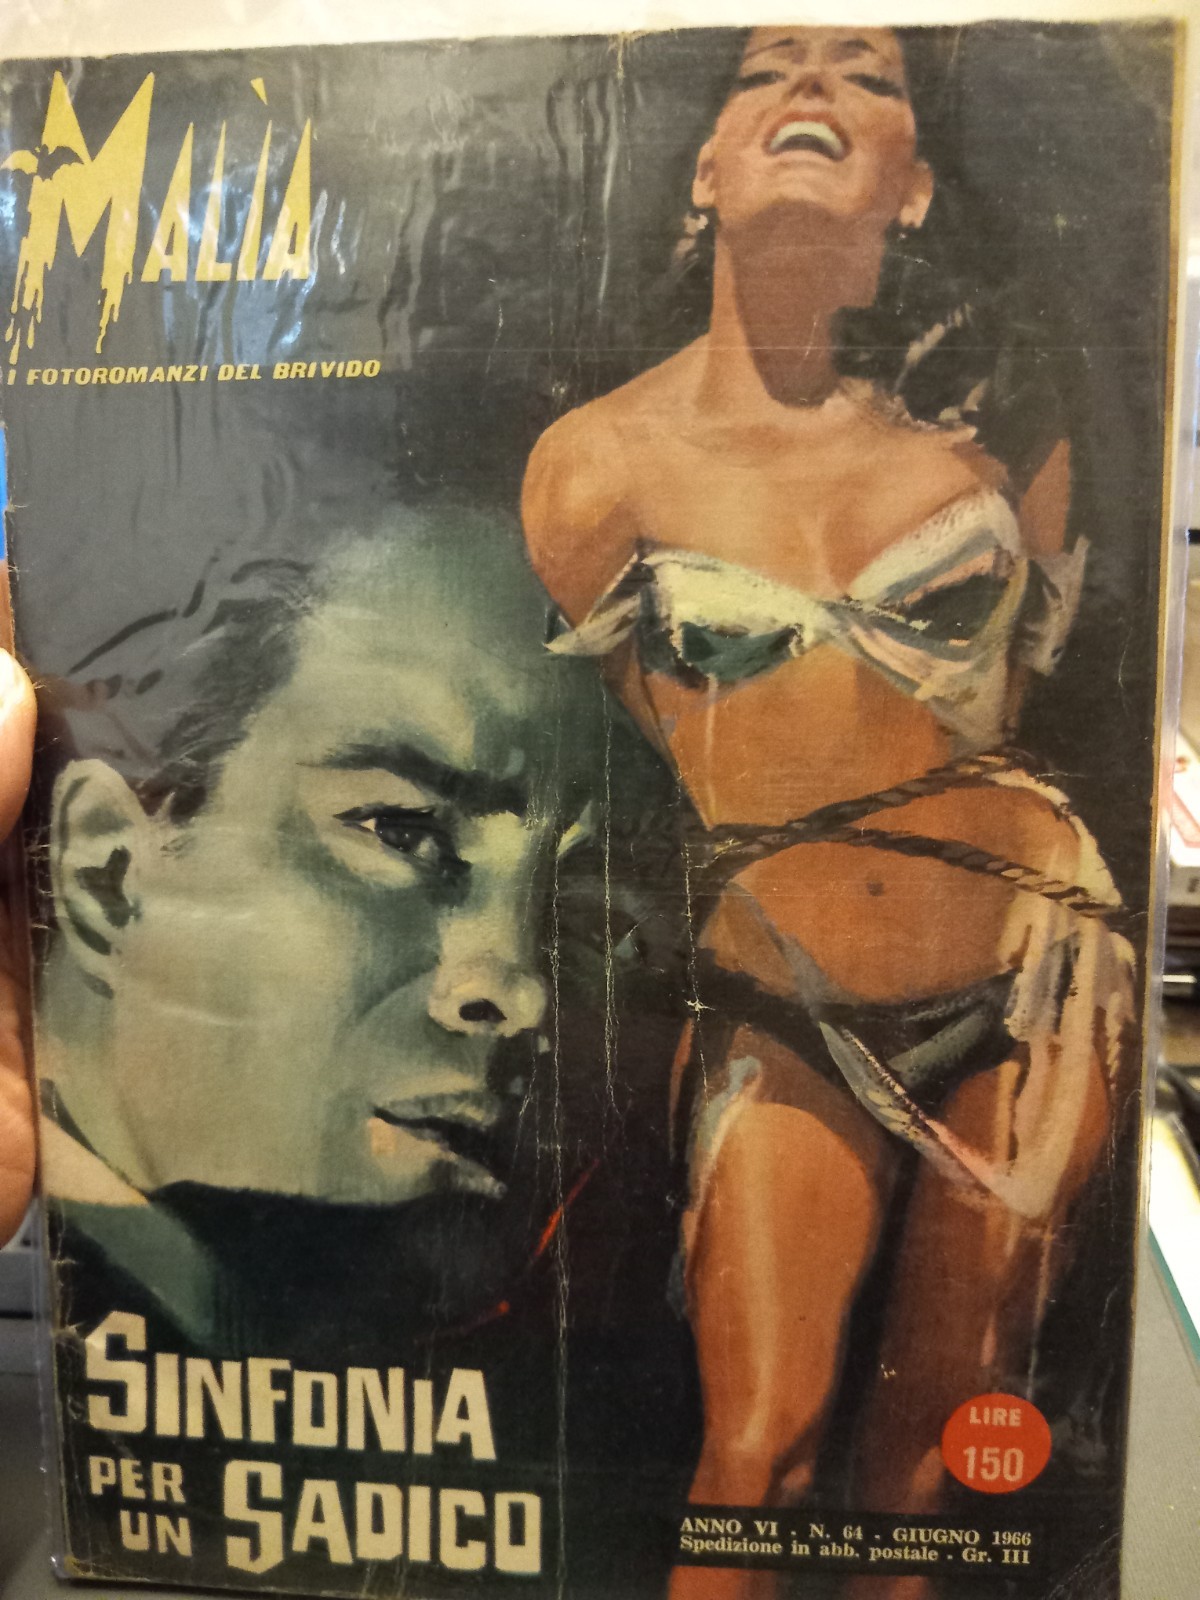 MALÌA
I FOTOROMANZI DEL BRIVIDO
SINFONIA
PER
UN SADICO
LIRE
150
ANNO VI - N. 64 - GIUGNO 1966
Spedizione in abb. postale - Gr. III